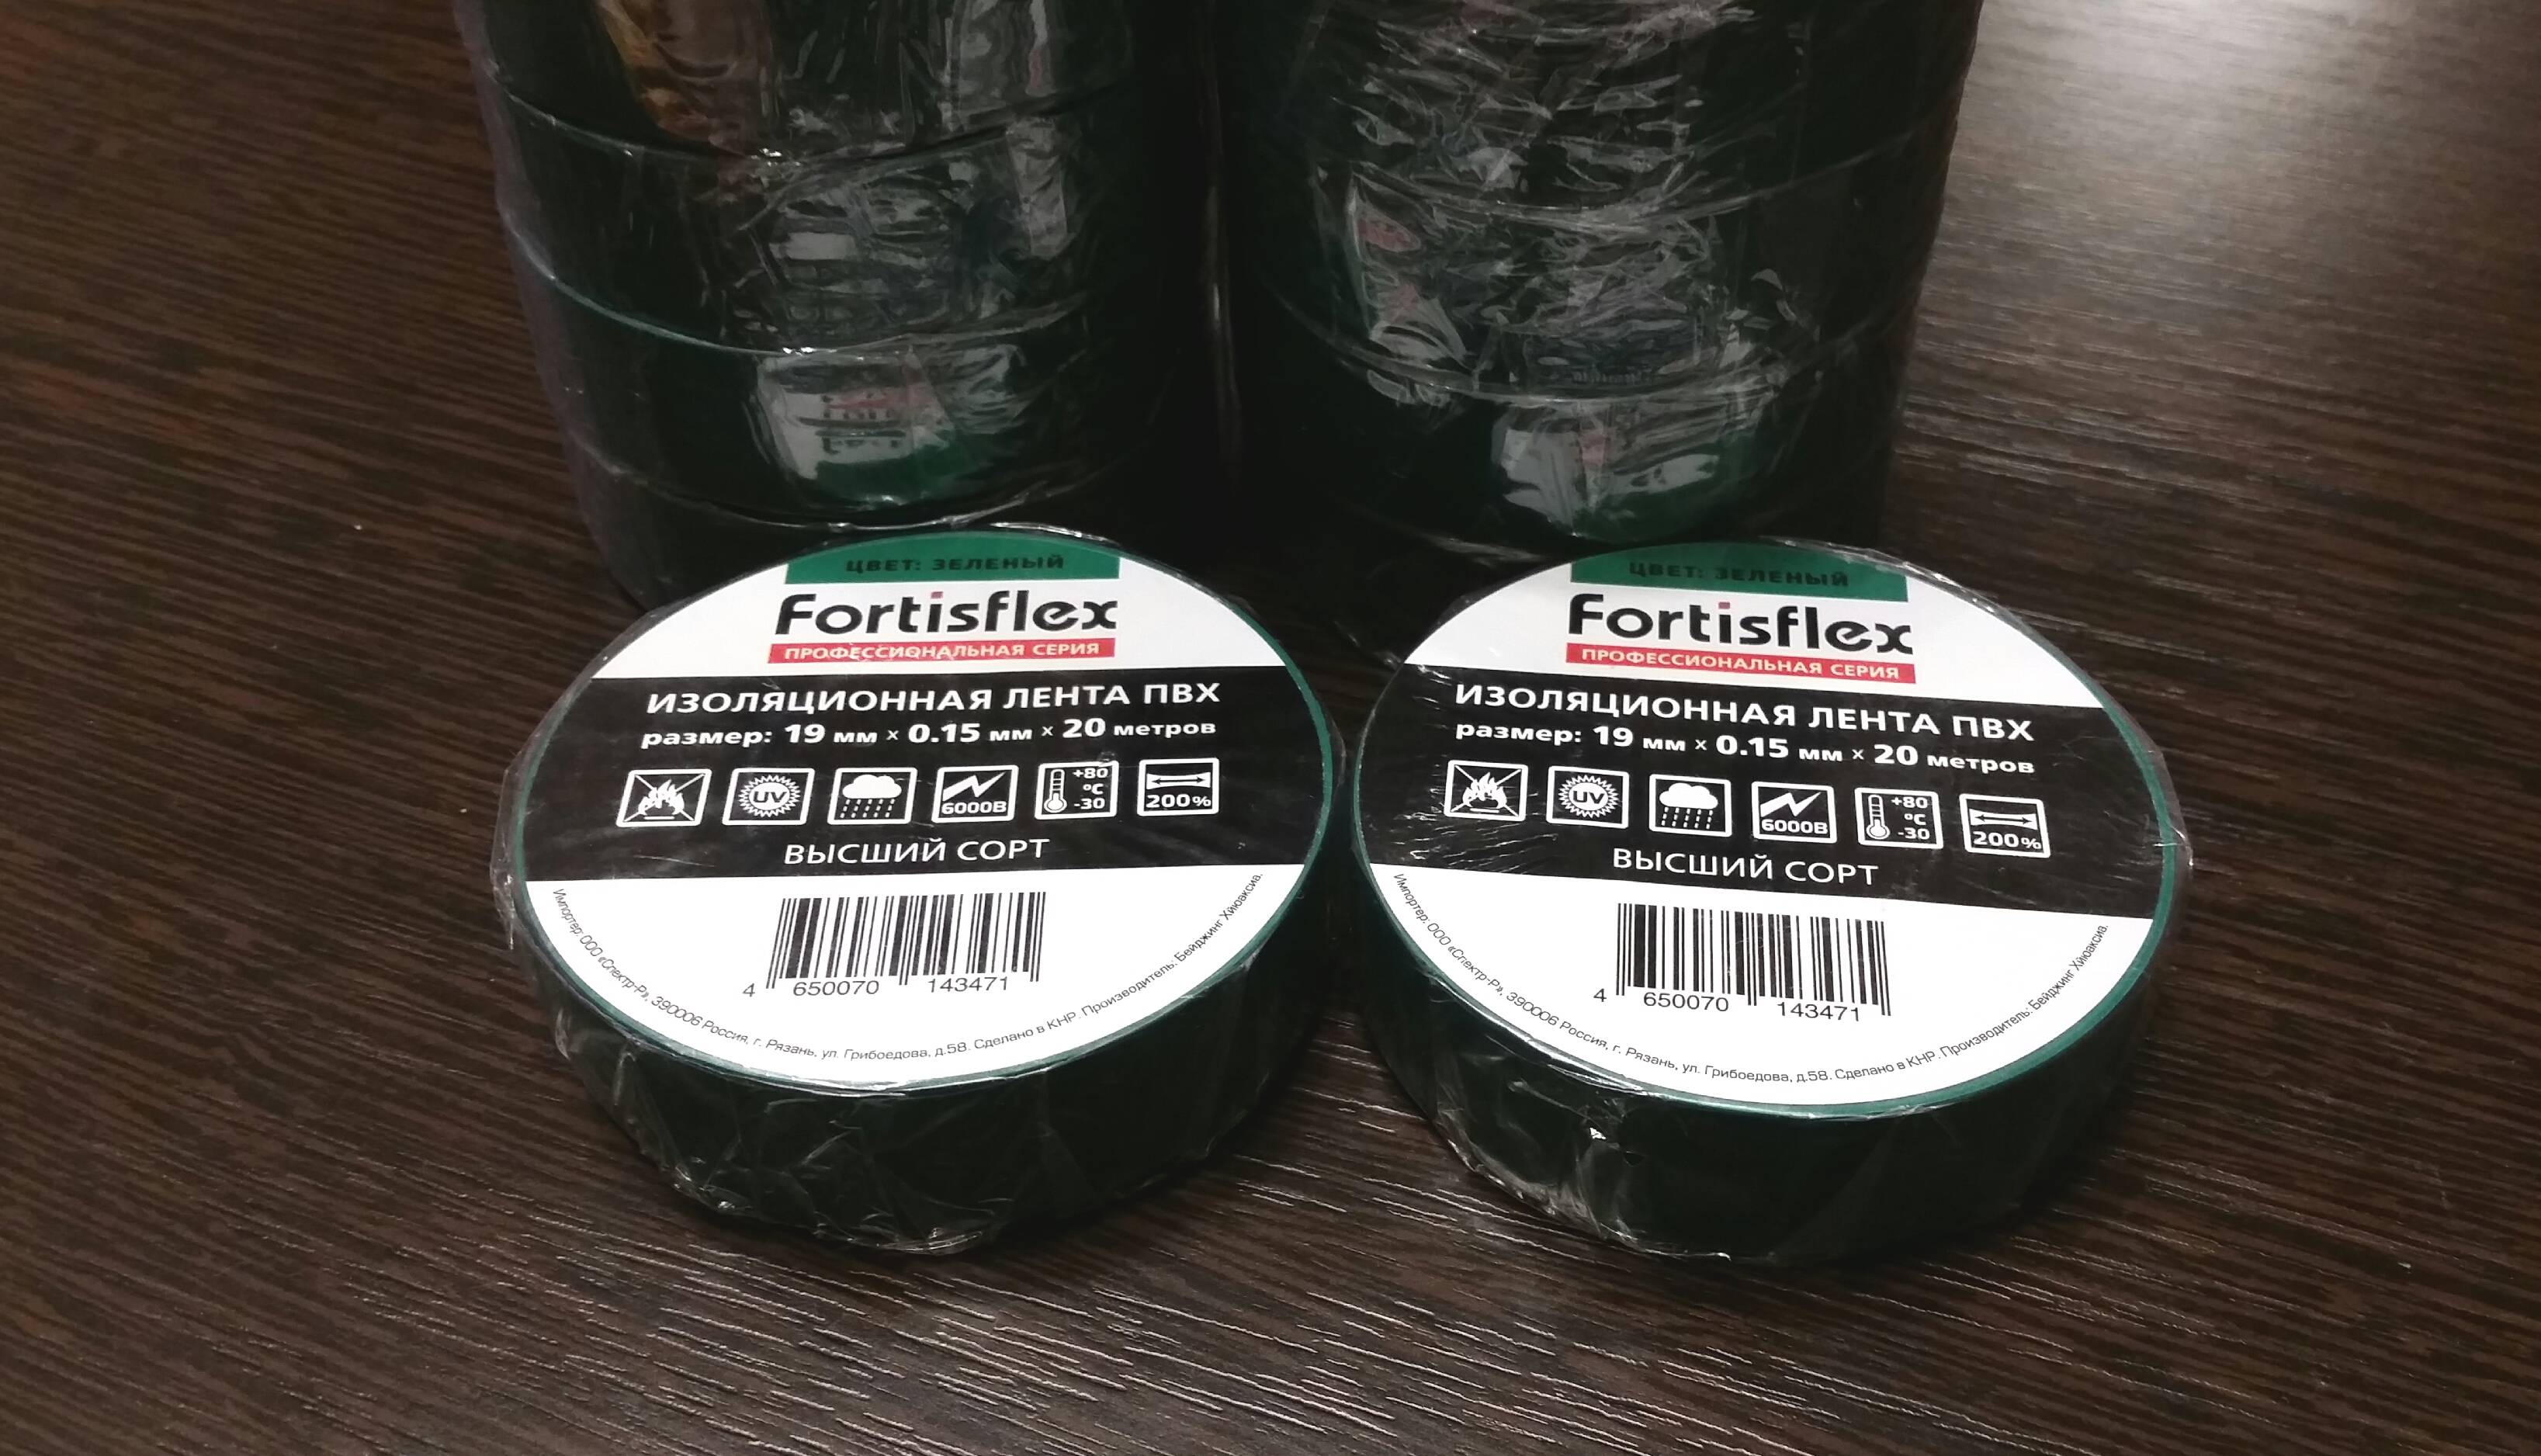 ЦВЕТ: ЗЕЛЕНЫЙ
Fortisflex
ПРОФЕССИОНАЛЬНАЯ СЕРИЯ
ИЗОЛЯЦИОННАЯ ЛЕНТА ПВХ
размер: 19 мм x 0.15 мм x 20 метров
UV
6000В
+80
°C
-30
200%
ВЫСШИЙ СОРТ
4 650070 143471
Импортер: ООО «Спектр-Р», 390006 Россия, г. Рязань, ул. Грибоедова, д.58. Сделано в КНР. Производитель: Бейджинг Хйюаксиа.
ЦВЕТ: ЗЕЛЕНЫЙ
Fortisflex
ПРОФЕССИОНАЛЬНАЯ СЕРИЯ
ИЗОЛЯЦИОННАЯ ЛЕНТА ПВХ
размер: 19 мм x 0.15 мм x 20 метров
UV
6000В
+80
°C
-30
200%
ВЫСШИЙ СОРТ
4 650070 143471
Импортер: ООО «Спектр-Р», 390006 Россия, г. Рязань, ул. Грибоедова, д.58. Сделано в КНР. Производитель: Бейджинг Хйюаксиа.